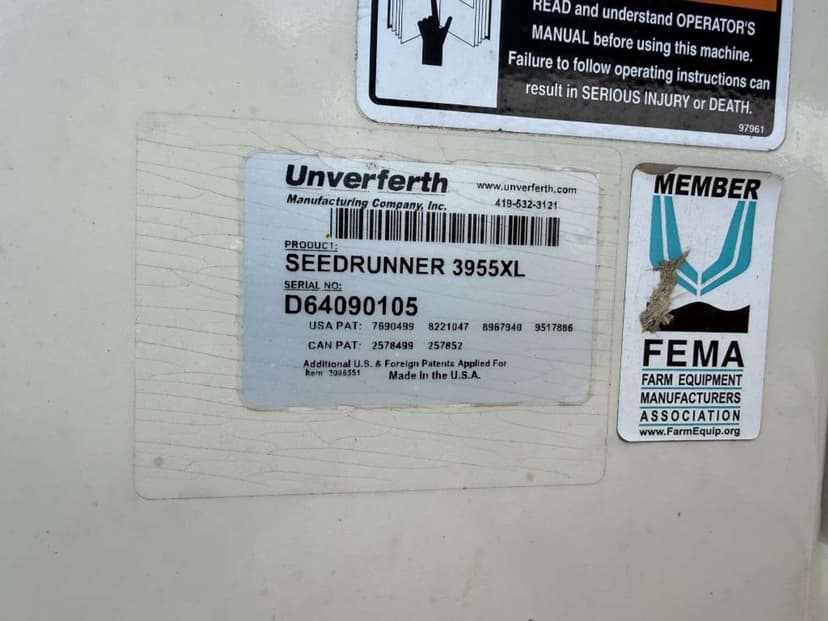 READ and understand OPERATOR'S
MANUAL before using this machine.
Failure to follow operating instructions can
result in SERIOUS INJURY or DEATH.
97961
Unverferth www.unverferth.com
Manufacturing Company, Inc. 419-532-3121
PRODUCT:
SEEDRUNNER 3955XL
SERIAL NO:
D64090105
USA PAT: 7690499 8221047 8967940 9517886
CAN PAT: 2578499 257852
Additional U.S. & Foreign Patents Applied For
Item: 2006551 Made in the U.S.A.
MEMBER
FEMA
FARM EQUIPMENT
MANUFACTURERS
ASSOCIATION
www.FarmEquip.org